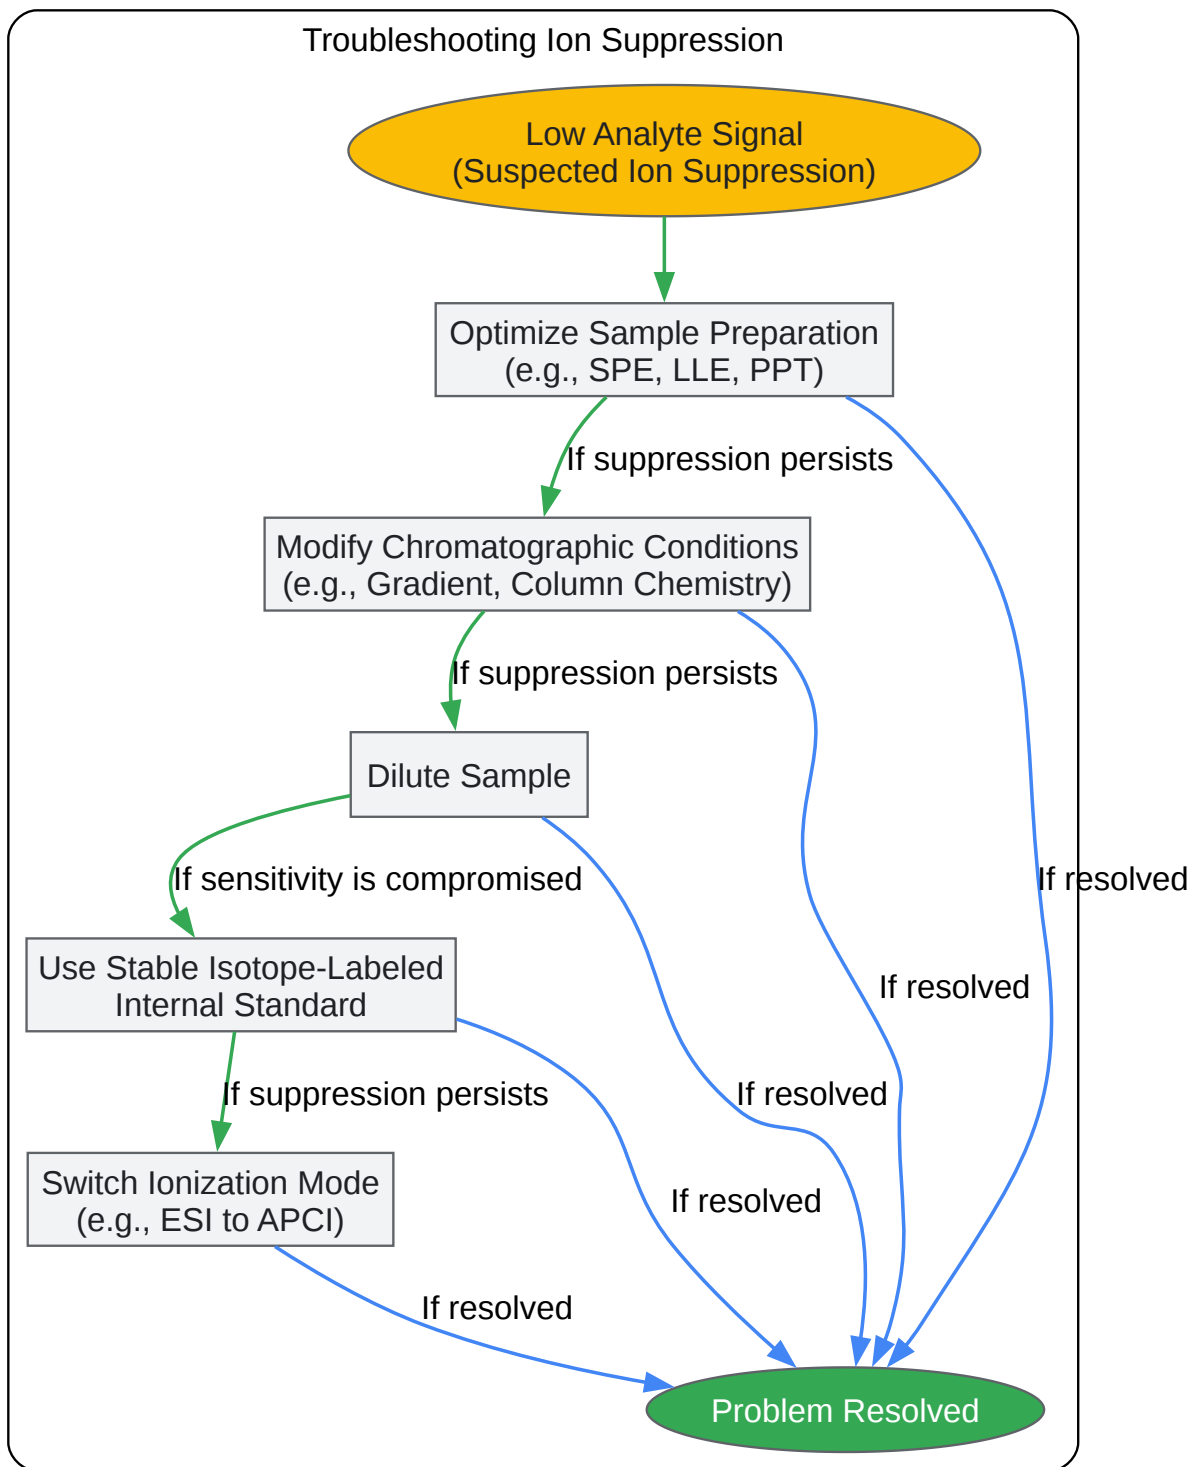 Troubleshooting Ion Suppression
Low Analyte Signal
(Suspected Ion Suppression)
Optimize Sample Preparation
(e.g., SPE, LLE, PPT)
If suppression persists
Modify Chromatographic Conditions
(e.g., Gradient, Column Chemistry)
If suppression persists
Dilute Sample
If sensitivity is compromised
If resolved
Use Stable Isotope-Labeled
Internal Standard
If resolved
If suppression persists
If resolved
Switch Ionization Mode
(e.g., ESI to APCI)
If resolved
If resolved
Problem Resolved